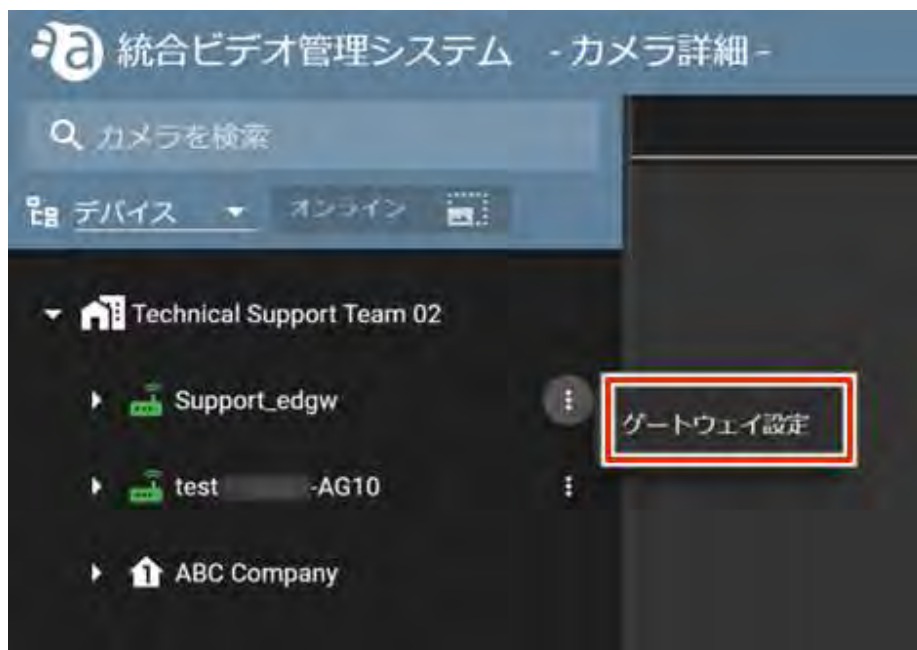 統合ビデオ管理システム - カメラ詳細 -
カメラを検索
デバイス オンライン
Technical Support Team 02
Support_edgw
ゲートウェイ設定
test -AG10
ABC Company